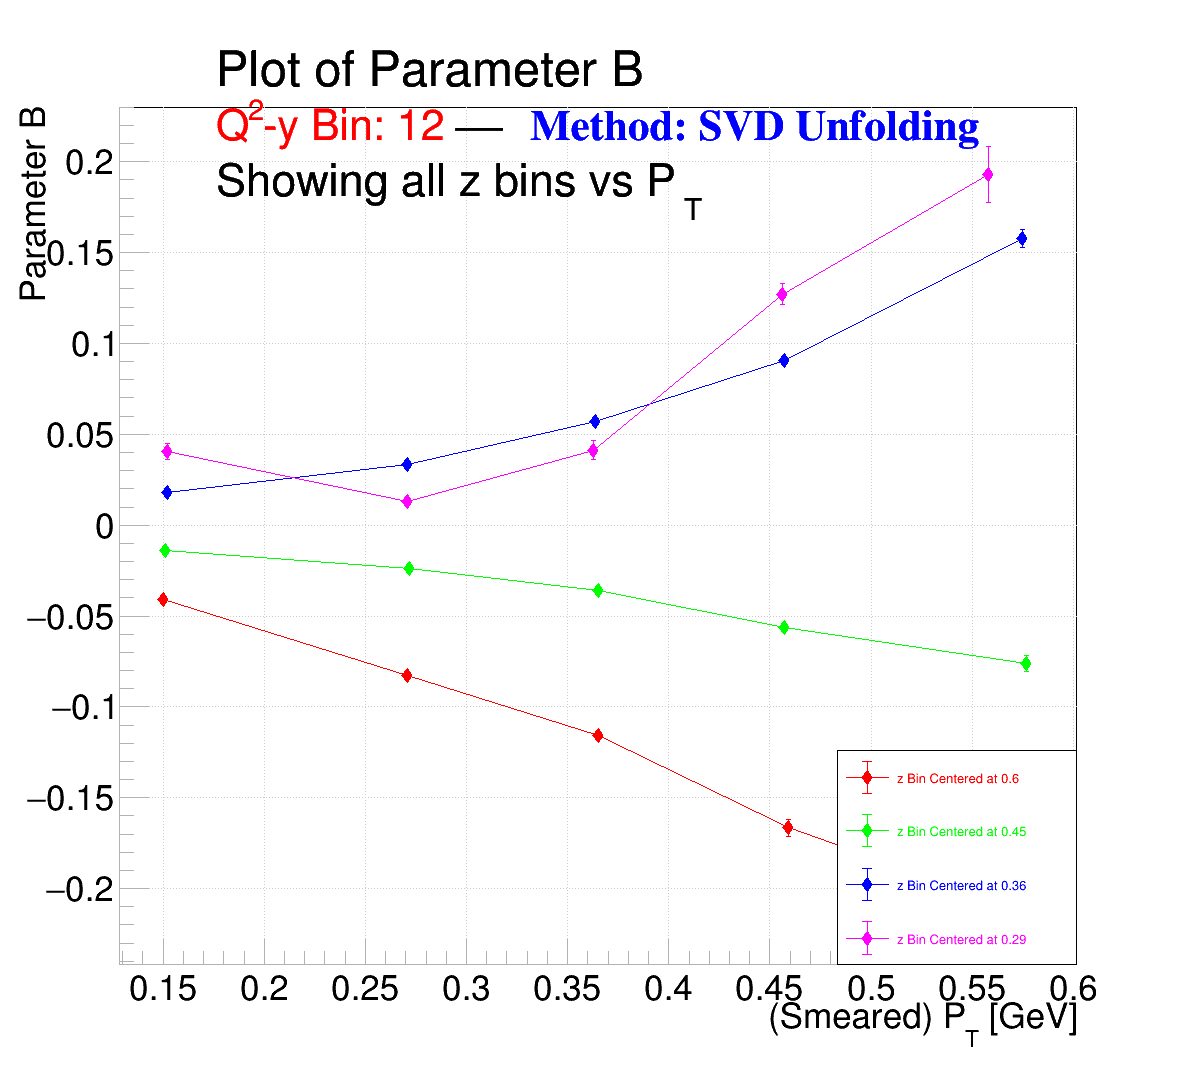 Plot of Parameter B
Q²-y Bin: 12 — Method: SVD Unfolding
Showing all z bins vs P_T
Parameter B
0.2
0.15
0.1
0.05
0
−0.05
−0.1
−0.15
−0.2
z Bin Centered at 0.6
z Bin Centered at 0.45
z Bin Centered at 0.36
z Bin Centered at 0.29
0.15 0.2 0.25 0.3 0.35 0.4 0.45 0.5 0.55 0.6
(Smeared) P_T [GeV]